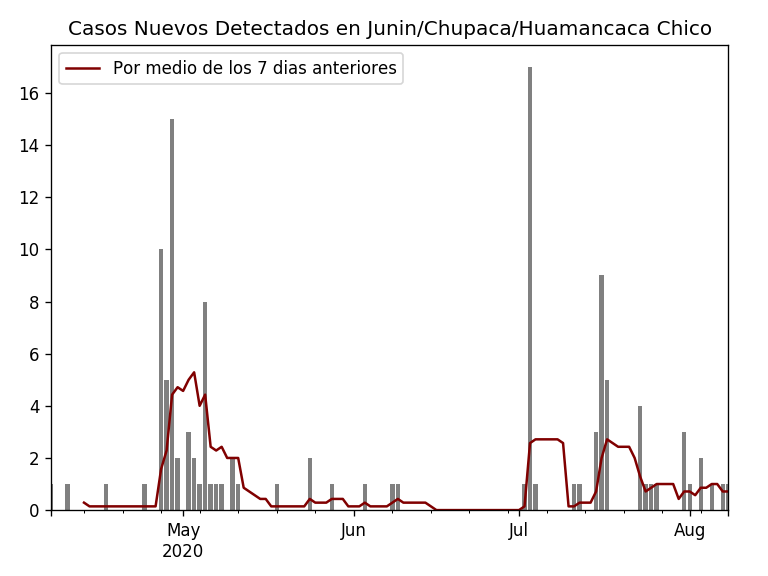 Casos Nuevos Detectados en Junin/Chupaca/Huamancaca Chico
Por medio de los 7 dias anteriores
16
14
12
10
8
6
4
2
0
May
2020
Jun
Jul
Aug